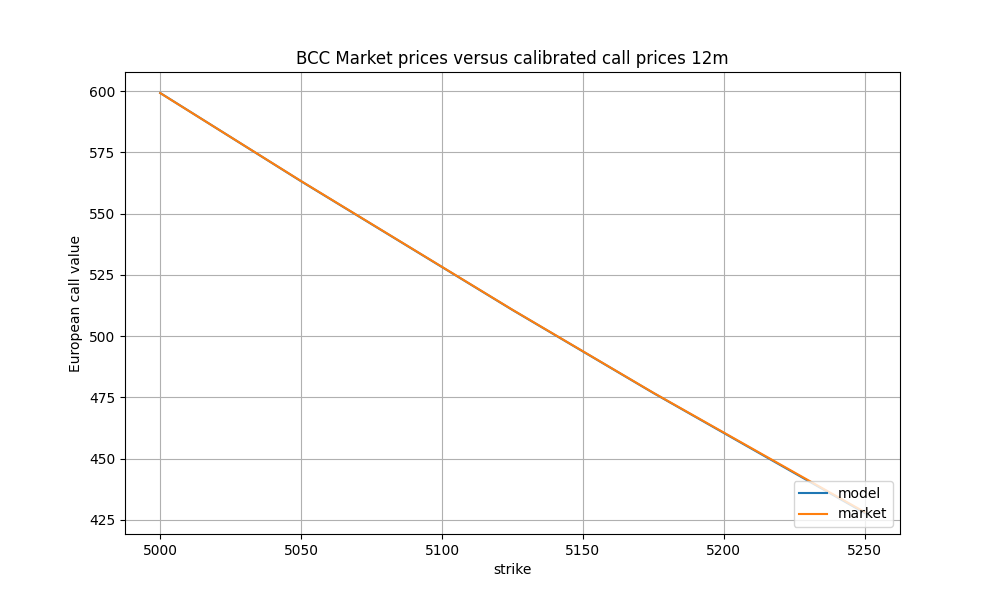 BCC Market prices versus calibrated call prices 12m
600
575
550
525
500
475
450
425
European call value
model
market
5000
5050
5100
5150
5200
5250
strike